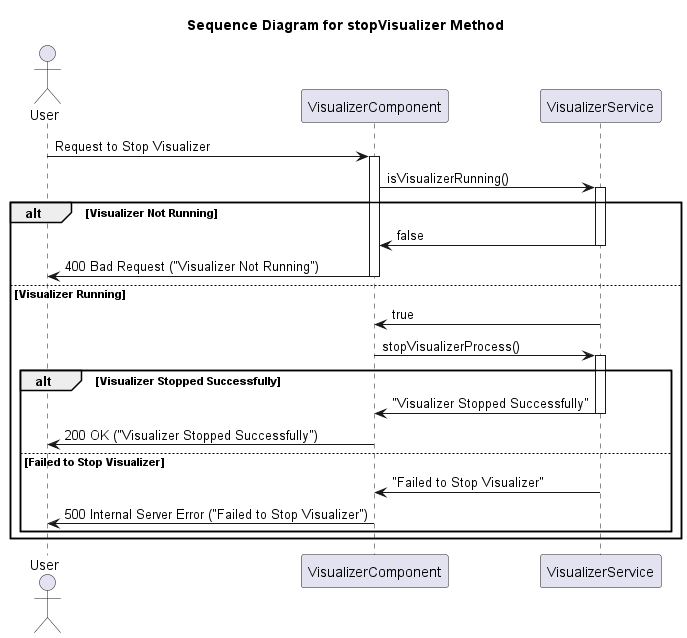 Sequence Diagram for stopVisualizer Method
User
VisualizerComponent
VisualizerService
Request to Stop Visualizer
isVisualizerRunning()
alt
[Visualizer Not Running]
false
400 Bad Request ("Visualizer Not Running")
[Visualizer Running]
true
stopVisualizerProcess()
alt
[Visualizer Stopped Successfully]
"Visualizer Stopped Successfully"
200 OK ("Visualizer Stopped Successfully")
[Failed to Stop Visualizer]
"Failed to Stop Visualizer"
500 Internal Server Error ("Failed to Stop Visualizer")
User
VisualizerComponent
VisualizerService